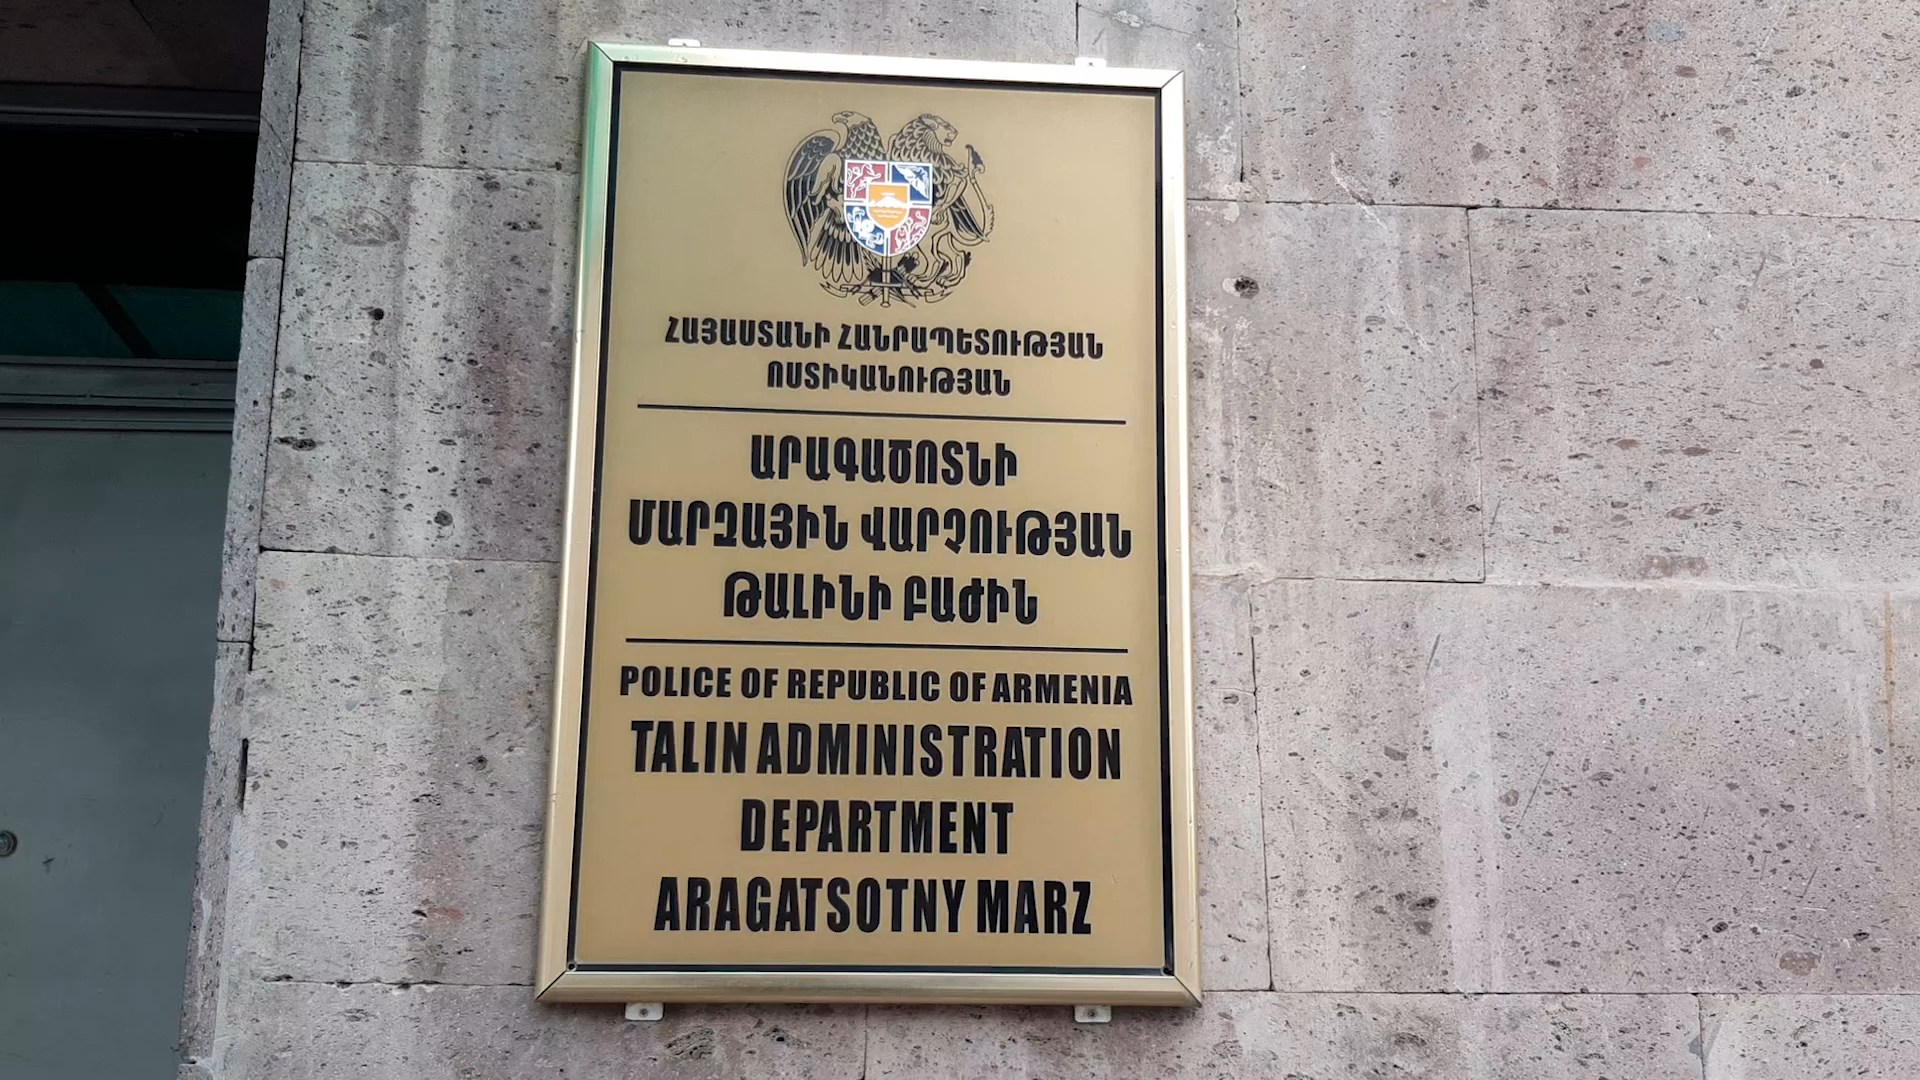 ՀԱՅԱՍՏԱՆԻ ՀԱՆՐԱՊԵՏՈՒԹՅԱՆ
ՈՍՏԻԿԱՆՈՒԹՅԱՆ
ԱՐԱԳԱԾՈՏՆԻ
ՄԱՐԶԱՅԻՆ ՎԱՐՉՈՒԹՅԱՆ
ԹԱԼԻՆԻ ԲԱԺԻՆ
POLICE OF REPUBLIC OF ARMENIA
TALIN ADMINISTRATION
DEPARTMENT
ARAGATSOTNY MARZ